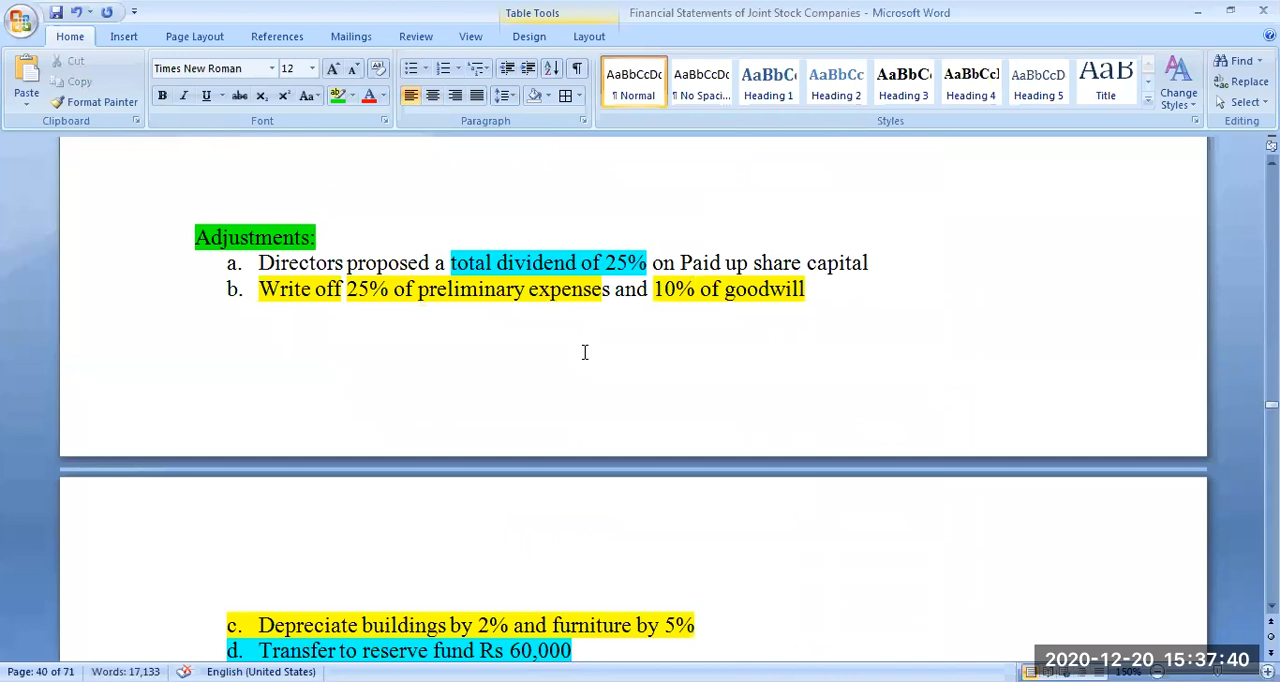 Table Tools
Financial Statements of Joint Stock Companies - Microsoft Word
Home
Insert
Page Layout
References
Mailings
Review
View
Design
Layout
Paste
Cut
Copy
Format Painter
Clipboard
Times New Roman
12
B I U abc X₂ X² Aa
Font
Paragraph
AaBbCcDc AaBbCcDc AaBbC AaBbCc AaBbC AaBbCcI AaBbCcD AaB
¶ Normal ¶ No Spaci... Heading 1 Heading 2 Heading 3 Heading 4 Heading 5 Title
Change Styles
Styles
Find
Replace
Select
Editing
Adjustments:
a. Directors proposed a total dividend of 25% on Paid up share capital
b. Write off 25% of preliminary expenses and 10% of goodwill
c. Depreciate buildings by 2% and furniture by 5%
d. Transfer to reserve fund Rs 60,000
Page: 40 of 71
Words: 17,133
English (United States)
150%
2020-12-20 15:37:40